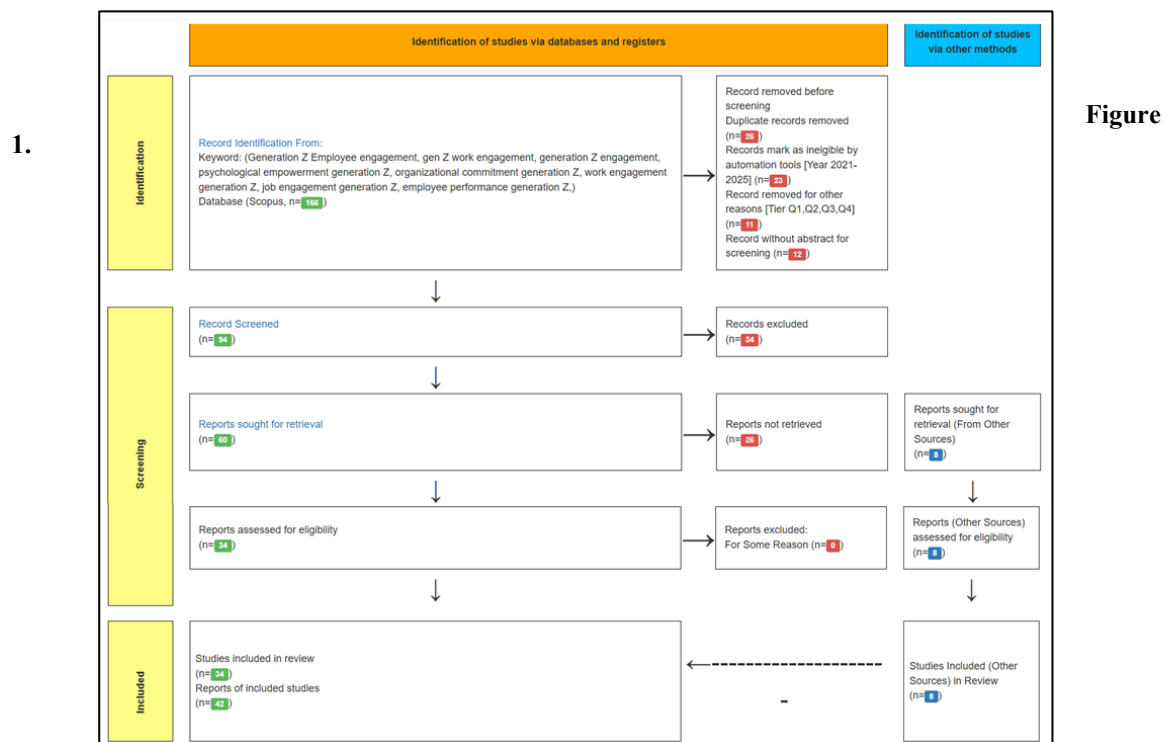 Figure
1.
Identification of studies via databases and registers
Identification of studies
via other methods
Identification
Record Identification From:
Keyword: (Generation Z Employee engagement, gen Z work engagement, generation Z engagement,
psychological empowerment generation Z, organizational commitment generation Z, work engagement
generation Z, job engagement generation Z, employee performance generation Z,)
Database (Scopus, n=166)
Record removed before
screening
Duplicate records removed
(n=26)
Records mark as ineigible by
automation tools [Year 2021-
2025] (n=23)
Record removed for other
reasons [Tier Q1,Q2,Q3,Q4]
(n=11)
Record without abstract for
screening (n=12)
Screening
Record Screened
(n=94)
Records excluded
(n=34)
Reports sought for retrieval
(n=60)
Reports not retrieved
(n=26)
Reports sought for
retrieval (From Other
Sources)
(n=8)
Reports assessed for eligibility
(n=34)
Reports excluded:
For Some Reason (n=0)
Reports (Other Sources)
assessed for eligibility
(n=8)
Included
Studies included in review
(n=34)
Reports of included studies
(n=42)
Studies Included (Other
Sources) in Review
(n=8)